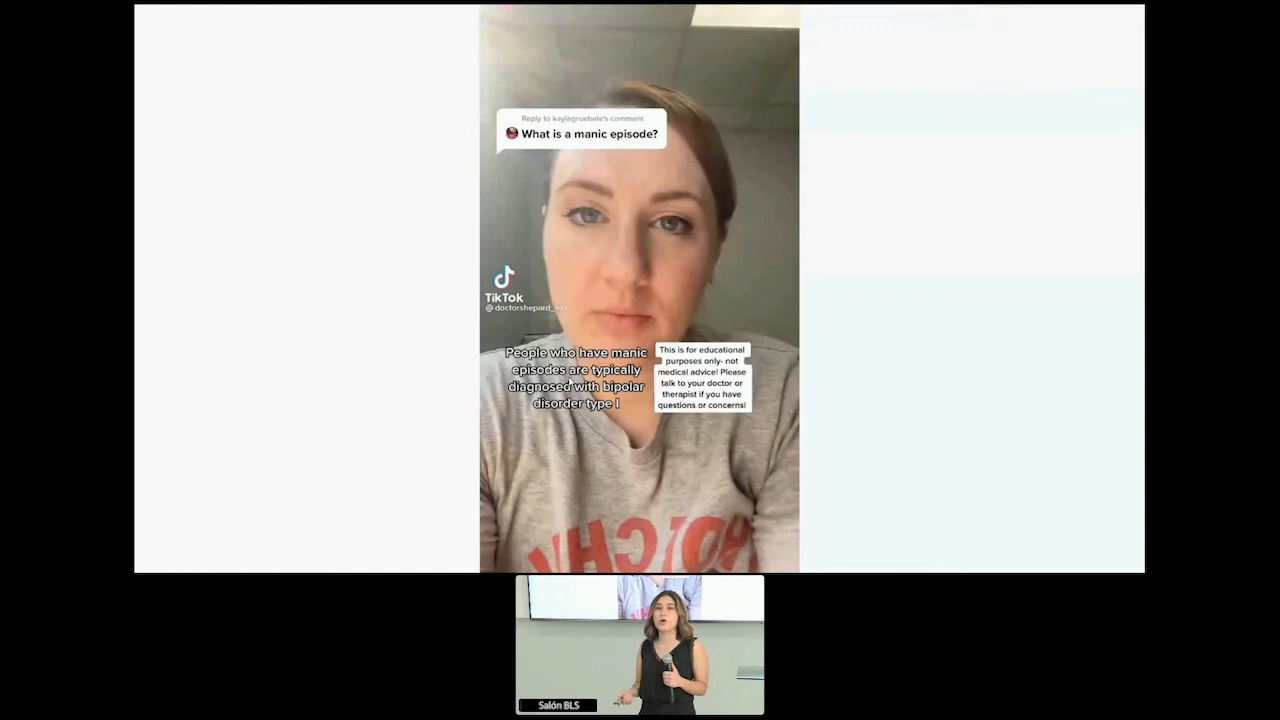 Reply to kaylagruebele's comment
What is a manic episode?
TikTok
@doctorshepard_md
People who have manic
episodes are typically
diagnosed with bipolar
disorder type I
This is for educational
purposes only- not
medical advice! Please
talk to your doctor or
therapist if you have
questions or concerns!
Salón BLS